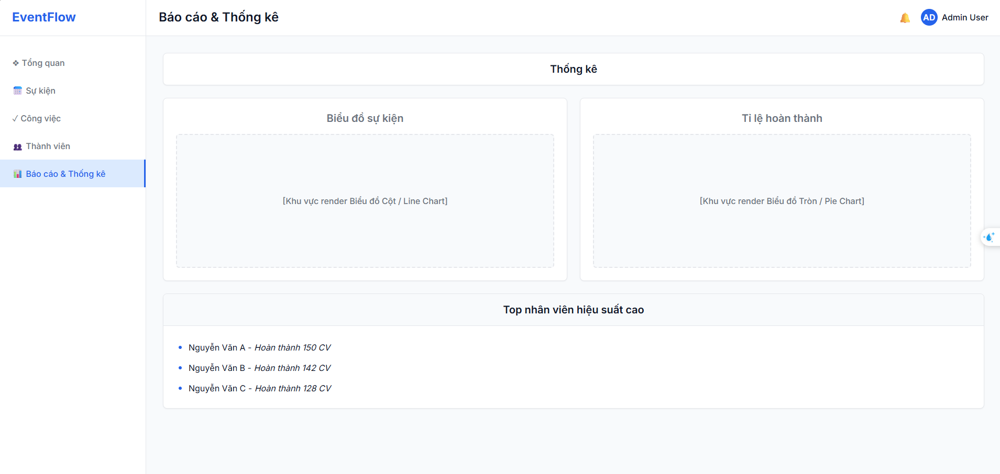 EventFlow
Báo cáo & Thống kê
AD Admin User
Tổng quan
Sự kiện
Công việc
Thành viên
Báo cáo & Thống kê
Thống kê
Biểu đồ sự kiện
[Khu vực render Biểu đồ Cột / Line Chart]
Tỉ lệ hoàn thành
[Khu vực render Biểu đồ Tròn / Pie Chart]
Top nhân viên hiệu suất cao
Nguyễn Văn A - Hoàn thành 150 CV
Nguyễn Văn B - Hoàn thành 142 CV
Nguyễn Văn C - Hoàn thành 128 CV